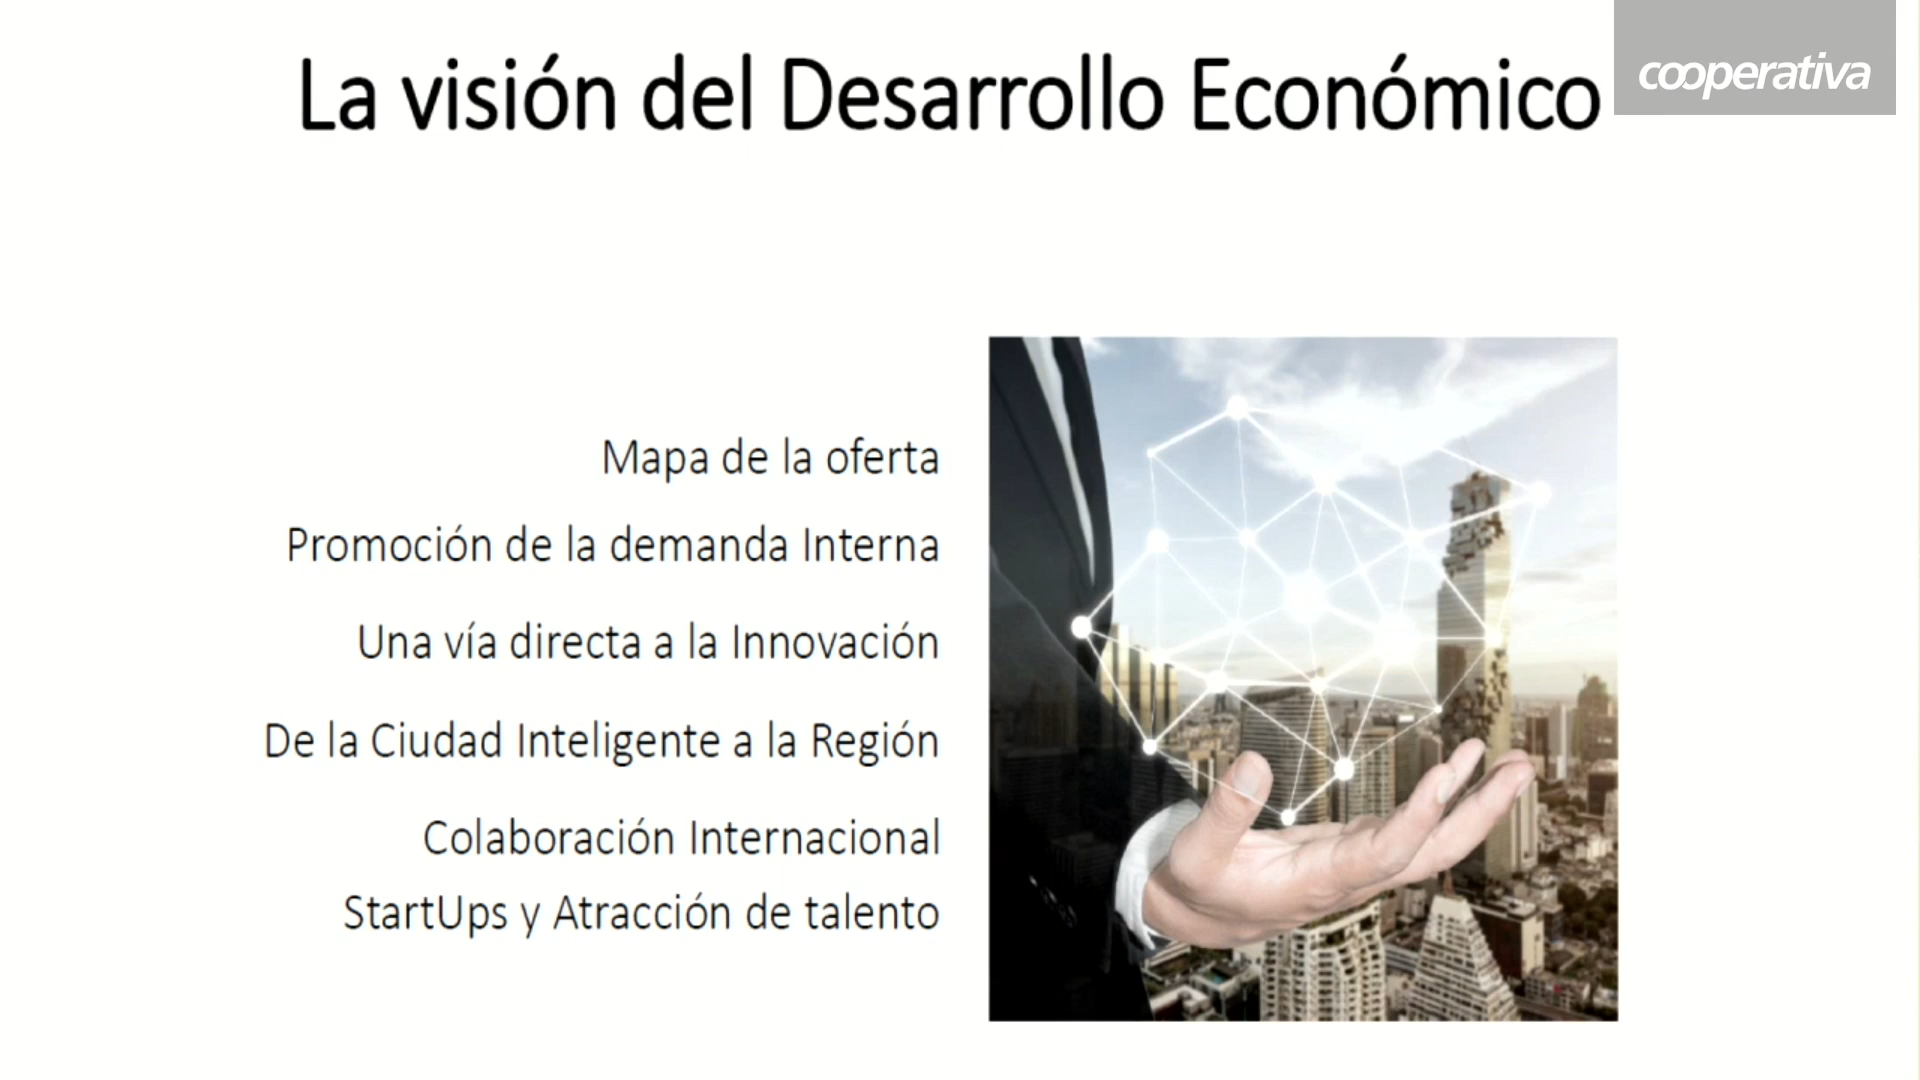 La visión del Desarrollo Económico
cooperativa
Mapa de la oferta
Promoción de la demanda Interna
Una vía directa a la Innovación
De la Ciudad Inteligente a la Región
Colaboración Internacional
StartUps y Atracción de talento